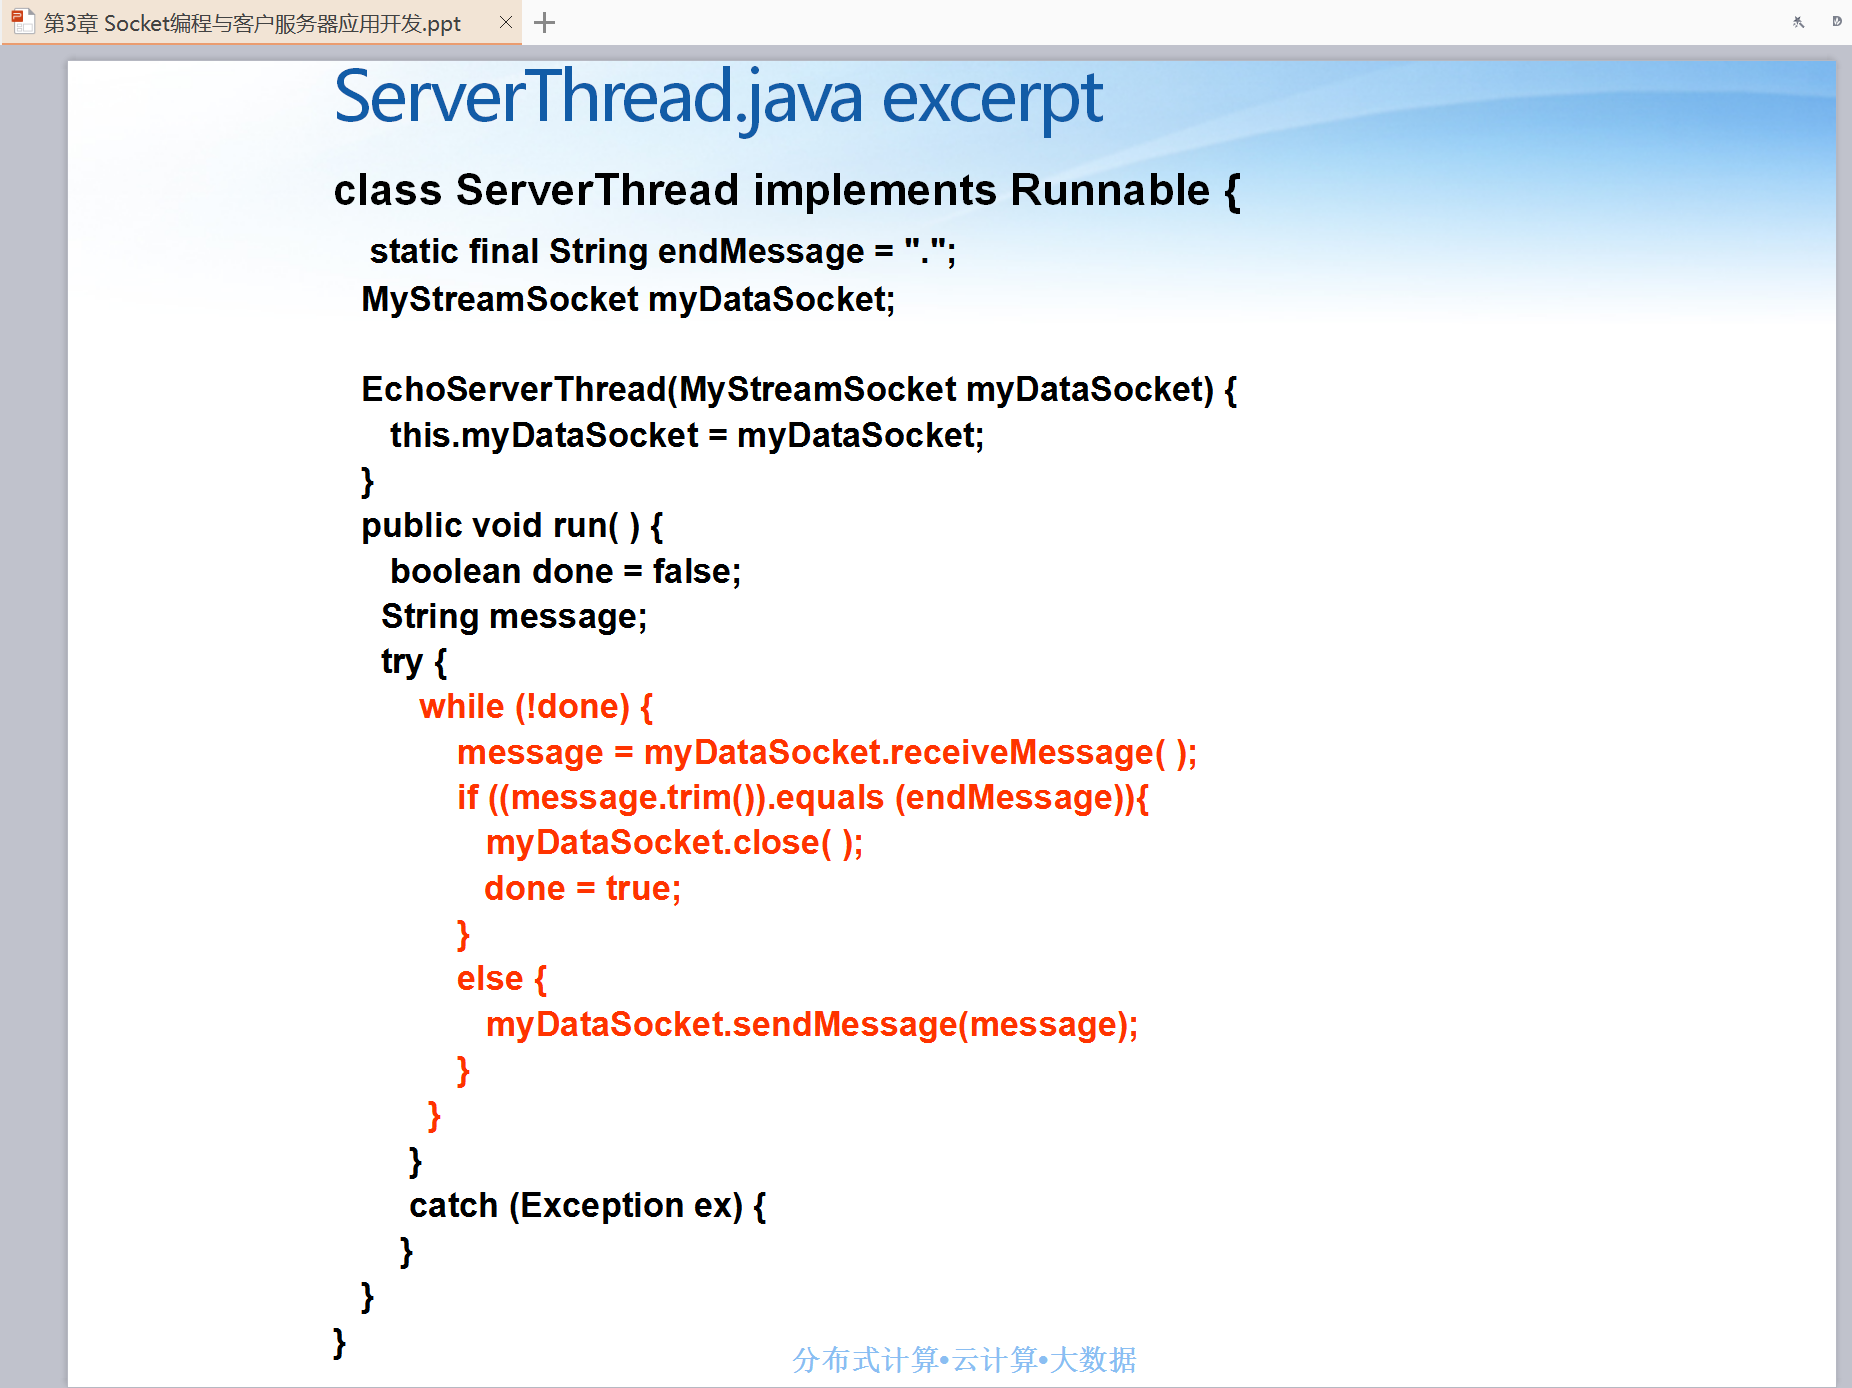 第3章 Socket编程与客户服务器应用开发.ppt
ServerThread.java excerpt
class ServerThread implements Runnable {
static final String endMessage = ".";
MyStreamSocket myDataSocket;
EchoServerThread(MyStreamSocket myDataSocket) {
this.myDataSocket = myDataSocket;
}
public void run( ) {
boolean done = false;
String message;
try {
while (!done) {
message = myDataSocket.receiveMessage( );
if ((message.trim()).equals (endMessage)){
myDataSocket.close( );
done = true;
}
else {
myDataSocket.sendMessage(message);
}
}
}
catch (Exception ex) {
}
}
}
分布式计算•云计算•大数据